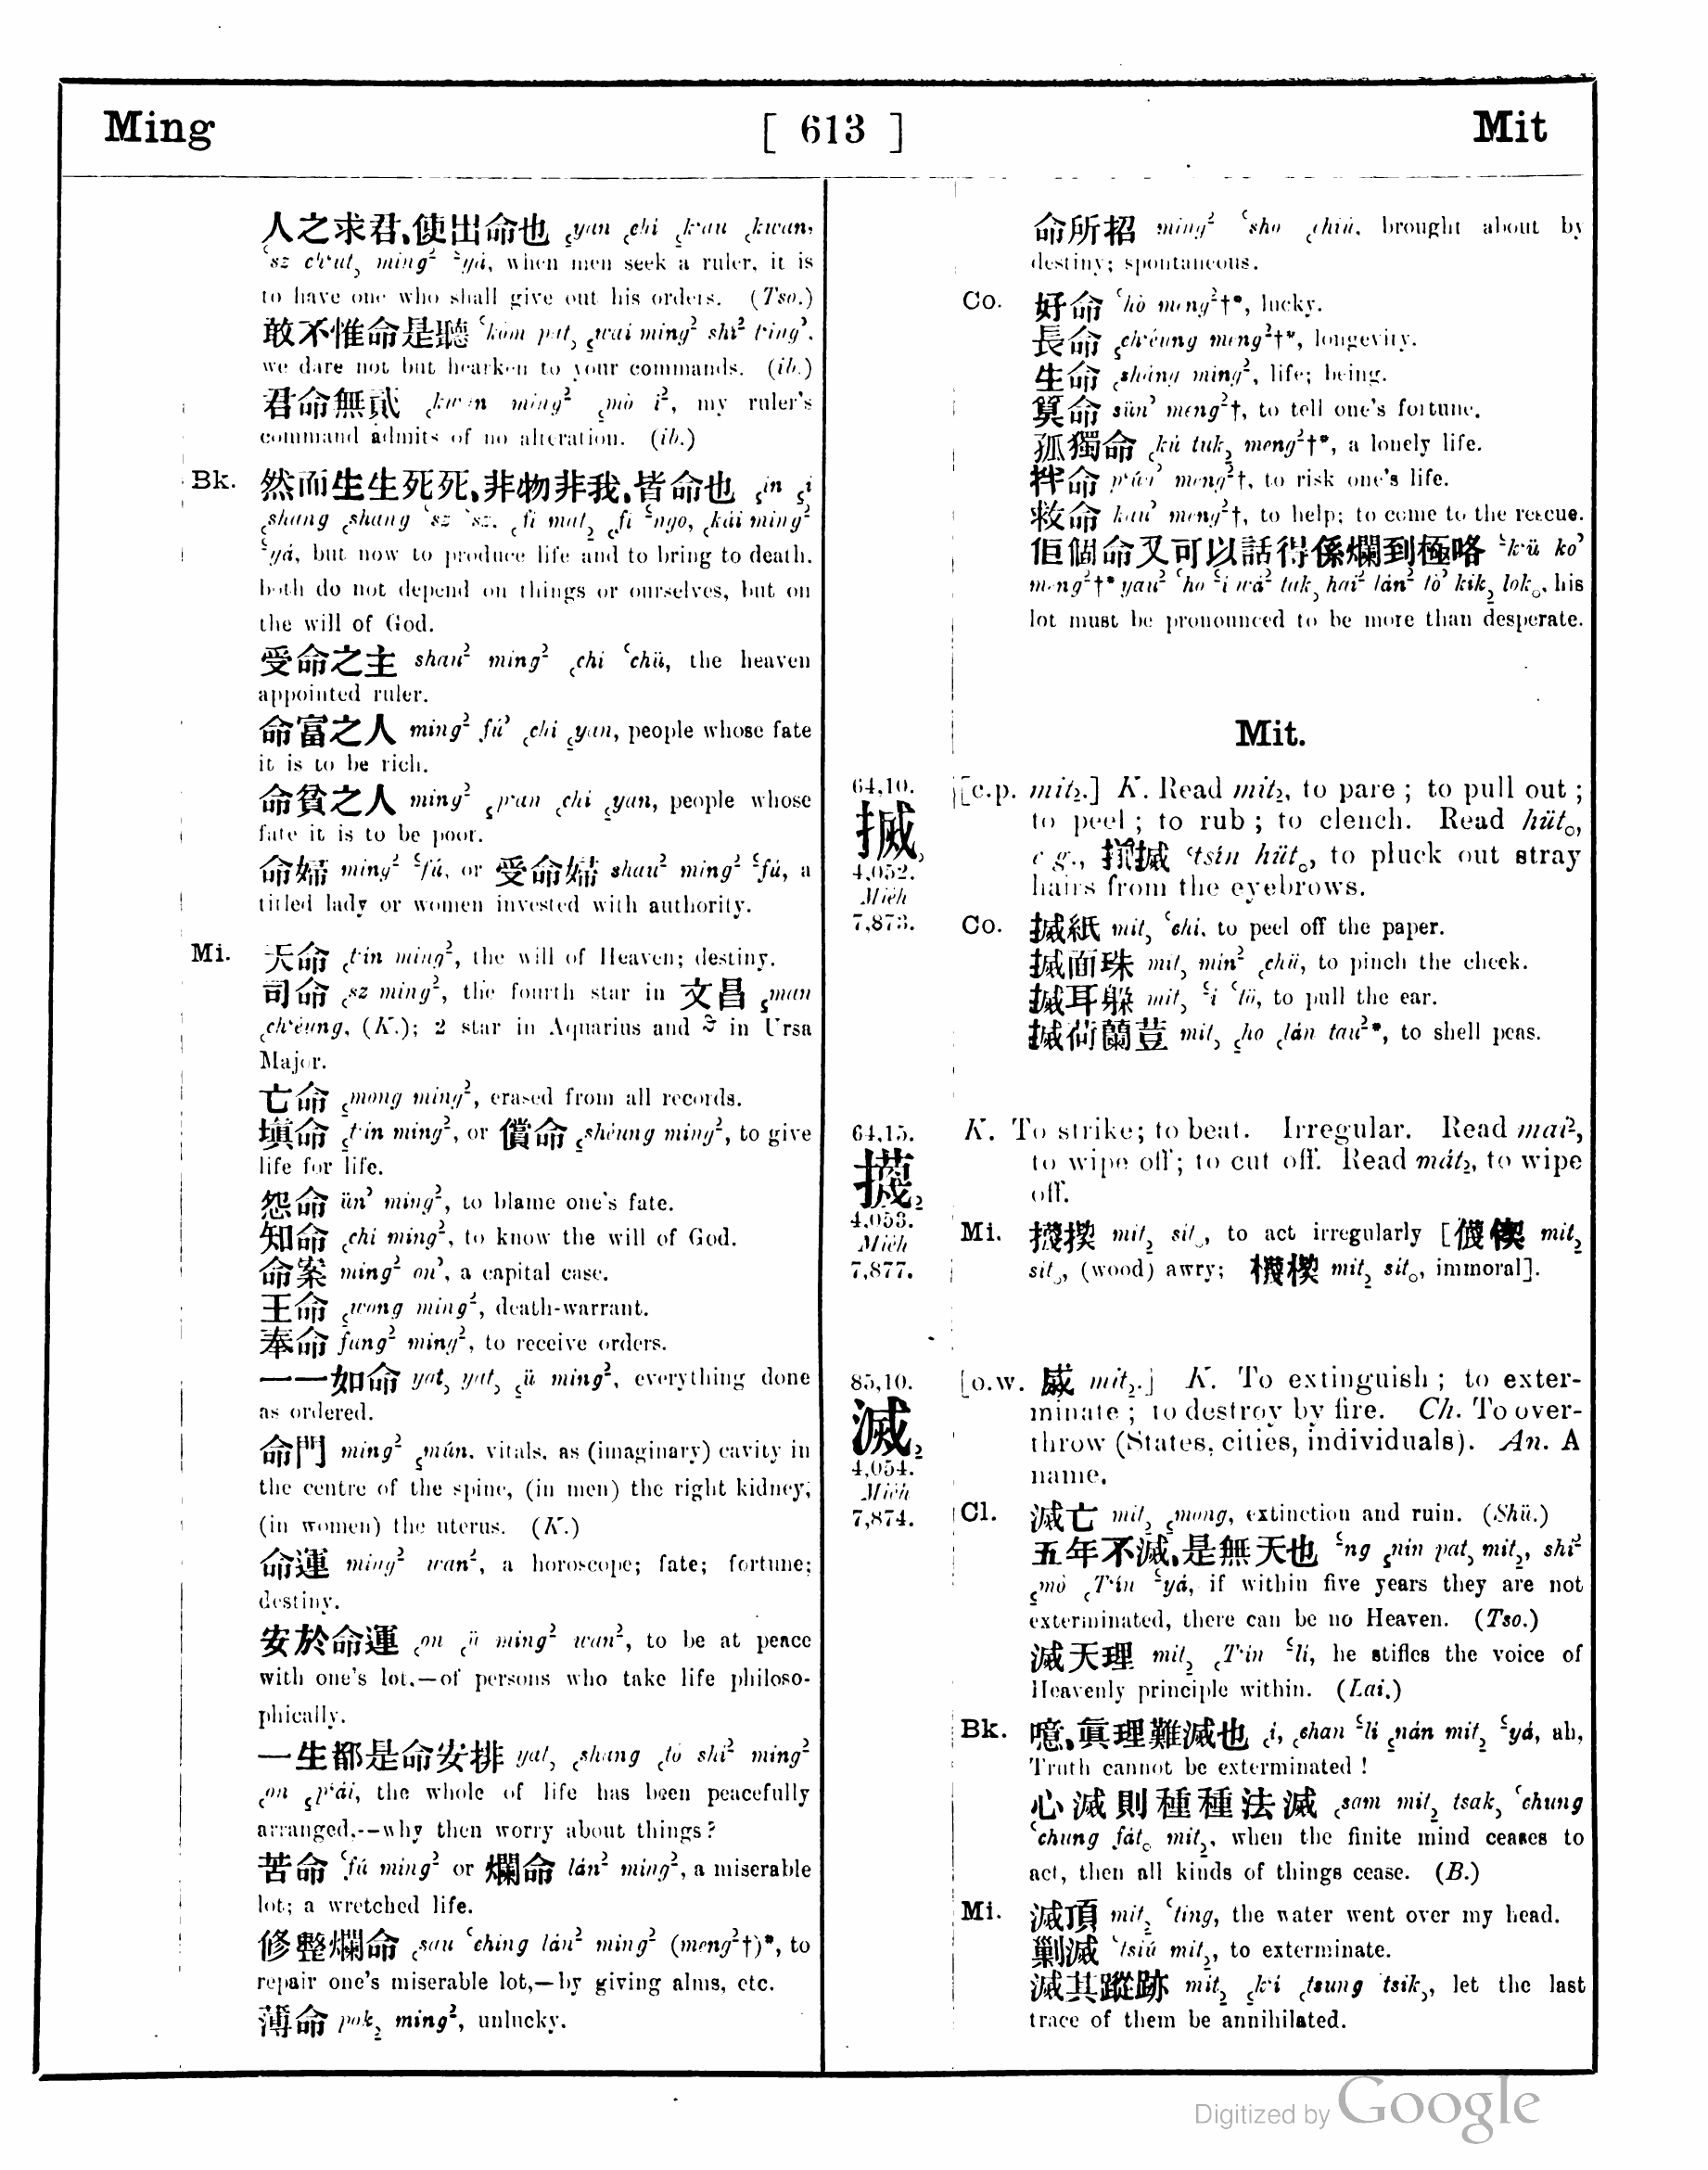 Ming [ 613 ] Mit
人之求君、使出命也 ꜁yan ꜀chi ꜁k‘au ꜀kwan,
꜂sz ch‘ut꜆ ming² ꜃yá, when men seek a ruler, it is
to have one who shall give out his orders. (Tso.)
敢不惟命是聽 ꜂kòm pat꜆ ꜁wai ming² shi² t‘ing꜄,
we dare not but hearken to your commands. (ib.)
君命無貳 ꜀kwan ming² ꜁mò i², my ruler's
command admits of no alteration. (ib.)
Bk. 然而生生死死、非物非我、皆命也 ꜁in ꜁i
꜀shang ꜀shang ꜂sz ꜂sz, ꜀fi mat꜇ ꜀fi ꜃ngo, ꜀kái ming²
꜃yá, but now to produce life and to bring to death,
both do not depend on things or ourselves, but on
the will of God.
受命之主 shau² ming² ꜀chi ꜂chü, the heaven
appointed ruler.
命富之人 ming² fú꜄ ꜀chi ꜁yan, people whose fate
it is to be rich.
命貧之人 ming² ꜁p‘an ꜀chi ꜁yan, people whose
fate it is to be poor.
命婦 ming² ꜃fú, or 受命婦 shau² ming² ꜃fú, a
titled lady or women invested with authority.
Mi. 天命 ꜀t‘in ming², the will of Heaven; destiny.
司命 ꜀sz ming², the fourth star in 文昌 ꜁man
꜀ch‘éung, (K.); 2 star in Aquarius and in Ursa
Major.
亡命 ꜁mong ming², erased from all records.
塡命 ꜁t‘in ming², or 償命 ꜁shéung ming², to give
life for life.
怨命 ün꜄ ming², to blame one's fate.
知命 ꜀chi ming², to know the will of God.
命案 ming² on꜄, a capital case.
王命 ꜁wong ming², death-warrant.
奉命 fung² ming², to receive orders.
一一如命 yat꜆ yat꜆ ꜁ü ming², everything done
as ordered.
命門 ming² ꜁mún, vitals, as (imaginary) cavity in
the centre of the spine, (in men) the right kidney;
(in women) the uterus. (K.)
命運 ming² wan², a horoscope; fate; fortune;
destiny.
安於命運 ꜀on ꜀ü ming² wan², to be at peace
with one's lot,—of persons who take life philoso-
phically.
一生都是命安排 yat꜆ ꜀shang ꜀tò shi² ming²
꜀on ꜁p‘ái, the whole of life has been peacefully
arranged,--why then worry about things?
苦命 ꜂fú ming² or 爛命 lán² ming², a miserable
lot; a wretched life.
修整爛命 ꜀sau ꜂ching lán² ming² (meng²†)*, to
repair one's miserable lot,—by giving alms, etc.
薄命 pok꜇ ming², unlucky.
命所招 ming² ꜂sho ꜀chiú, brought about by
destiny; spontaneous.
Co. 好命 ꜂hò meng²†*, lucky.
長命 ꜁ch‘éung meng²†*, longevity.
生命 ꜀sháng ming², life; being.
算命 sün꜄ meng²†, to tell one's fortune.
孤獨命 ꜀kú tuk꜇ meng²†*, a lonely life.
拌命 meng²†, to risk one's life.
救命 kau꜄ meng²†, to help; to come to the rescue.
佢個命又可以話得係爛到極咯 ꜃k‘ü ko꜄
meng²†* yau² ꜂ho ꜃i wá² tak꜆ hai² lán² tò꜄ kik꜇ lok。, his
lot must be pronounced to be more than desperate.
Mit.
64,10.
搣
4,052.
Mieh
7,873.
[c.p. mit꜇.] K. Read mit꜇, to pare; to pull out;
to peel; to rub; to clench. Read hüt。,
e g., 搣 ꜂tsín hüt。, to pluck out stray
hairs from the eyebrows.
Co. 搣紙 mit꜆ ꜂chi, to peel off the paper.
搣面珠 mit꜆ min² ꜀chü, to pinch the cheek.
搣耳躲 mit꜆ ꜃i ꜂tö, to pull the ear.
搣荷蘭荳 mit꜆ ꜁ho ꜀lán tau²*, to shell peas.
64,15.
㩢
4,053.
Mieh
7,877.
K. To strike; to beat. Irregular. Read mai²,
to wipe off; to cut off. Read mát꜇, to wipe
off.
Mi. 㩢揳 mit꜇ sit。, to act irregularly [㒝偰 mit꜇
sit。, (wood) awry; 櫗楔 mit꜇ sit。, immoral].
85,10.
滅
4,054.
Mieh
7,874.
[o.w. 烕 mit꜇.] K. To extinguish; to exter-
minate; to destroy by fire. Ch. To over-
throw (States, cities, individuals). An. A
name.
Cl. 滅亡 mit꜇ ꜁mong, extinction and ruin. (Shü.)
五年不滅、是無天也 ꜃ng ꜁nin pat꜆ mit꜇, shi²
꜁mò ꜀T‘ín ꜃yá, if within five years they are not
exterminated, there can be no Heaven. (Tso.)
滅天理 mit꜇ ꜀T‘in ꜃li, he stifles the voice of
Heavenly principle within. (Lai.)
Bk. 噫、眞理難滅也 ꜀i, ꜀chan ꜃li ꜁nán mit꜇ ꜃yá, ah,
Truth cannot be exterminated !
心滅則種種法滅 ꜀sam mit꜇ tsak꜆ ꜂chung
꜂chung fát。 mit꜇, when the finite mind ceases to
act, then all kinds of things cease. (B.)
Mi. 滅頂 mit꜇ ꜂ting, the water went over my head.
剿滅 ꜂tsiú mit꜇, to exterminate.
滅其蹤跡 mit꜇ ꜁k‘i ꜀tsung tsik꜆, let the last
trace of them be annihilated.
Digitized by Google